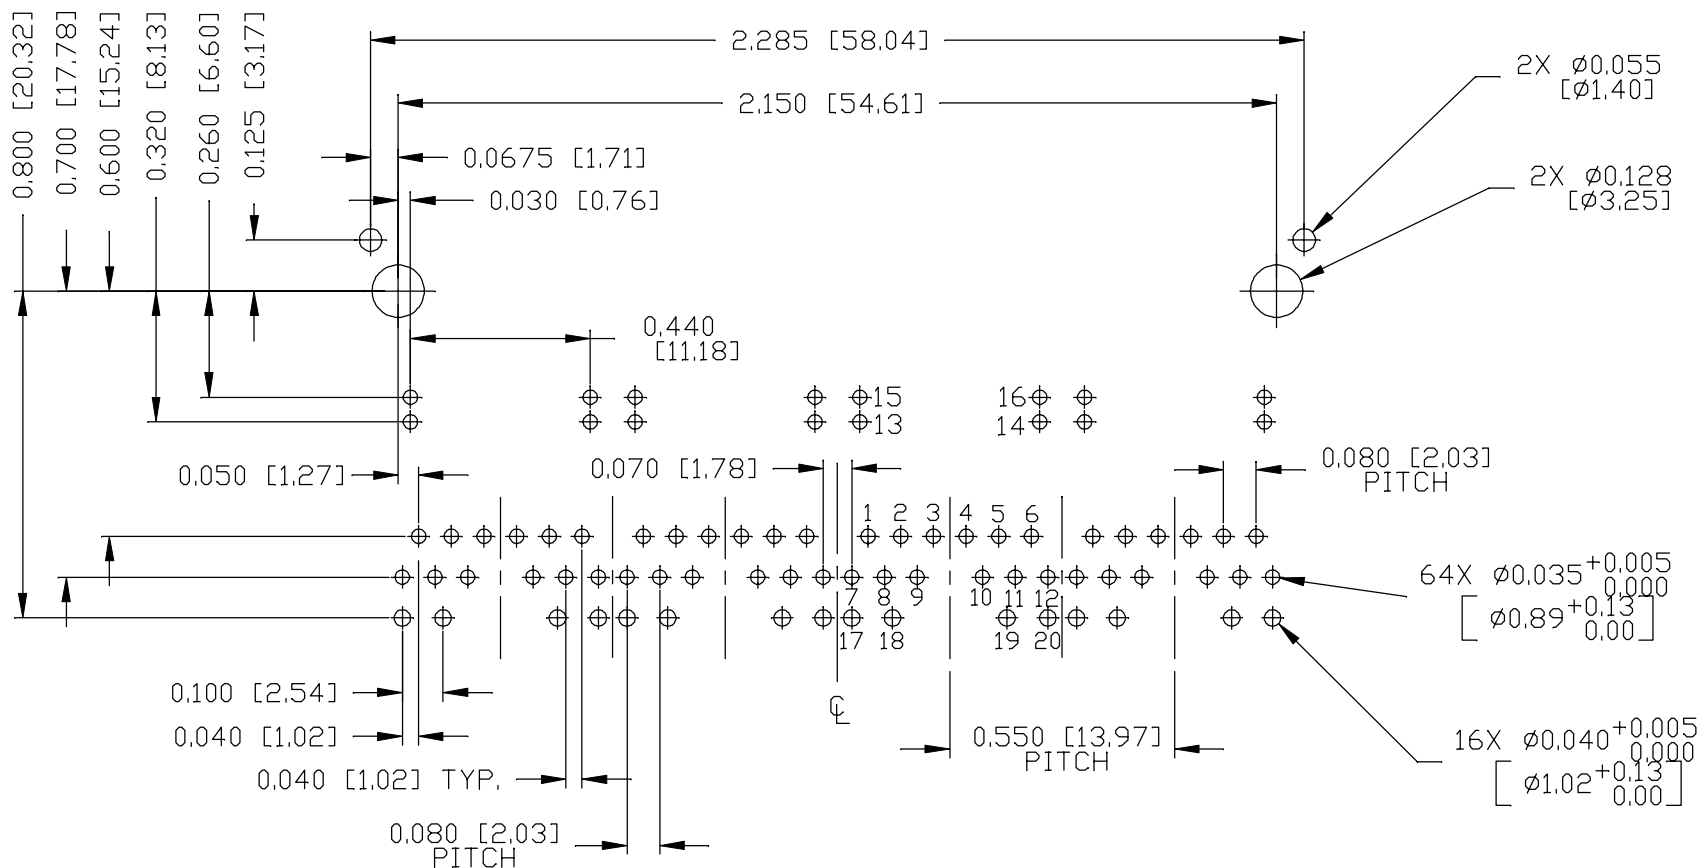 0.800 [20.32]
0.700 [17.78]
0.600 [15.24]
0.320 [8.13]
0.260 [6.60]
0.125 [3.17]
2.285 [58.04]
2.150 [54.61]
2X Ø0.055
[Ø1.40]
0.0675 [1.71]
0.030 [0.76]
2X Ø0.128
[Ø3.25]
0.440
[11.18]
15
16
13
14
0.050 [1.27]
0.070 [1.78]
0.080 [2.03]
PITCH
1 2 3 4 5 6
7 8 9 10 11 12
17 18 19 20
64X Ø0.035 +0.005
0.000
[Ø0.89 +0.13
0.00]
0.100 [2.54]
0.040 [1.02]
℄
0.550 [13.97]
PITCH
16X Ø0.040 +0.005
0.000
[Ø1.02 +0.13
0.00]
0.040 [1.02] TYP.
0.080 [2.03]
PITCH